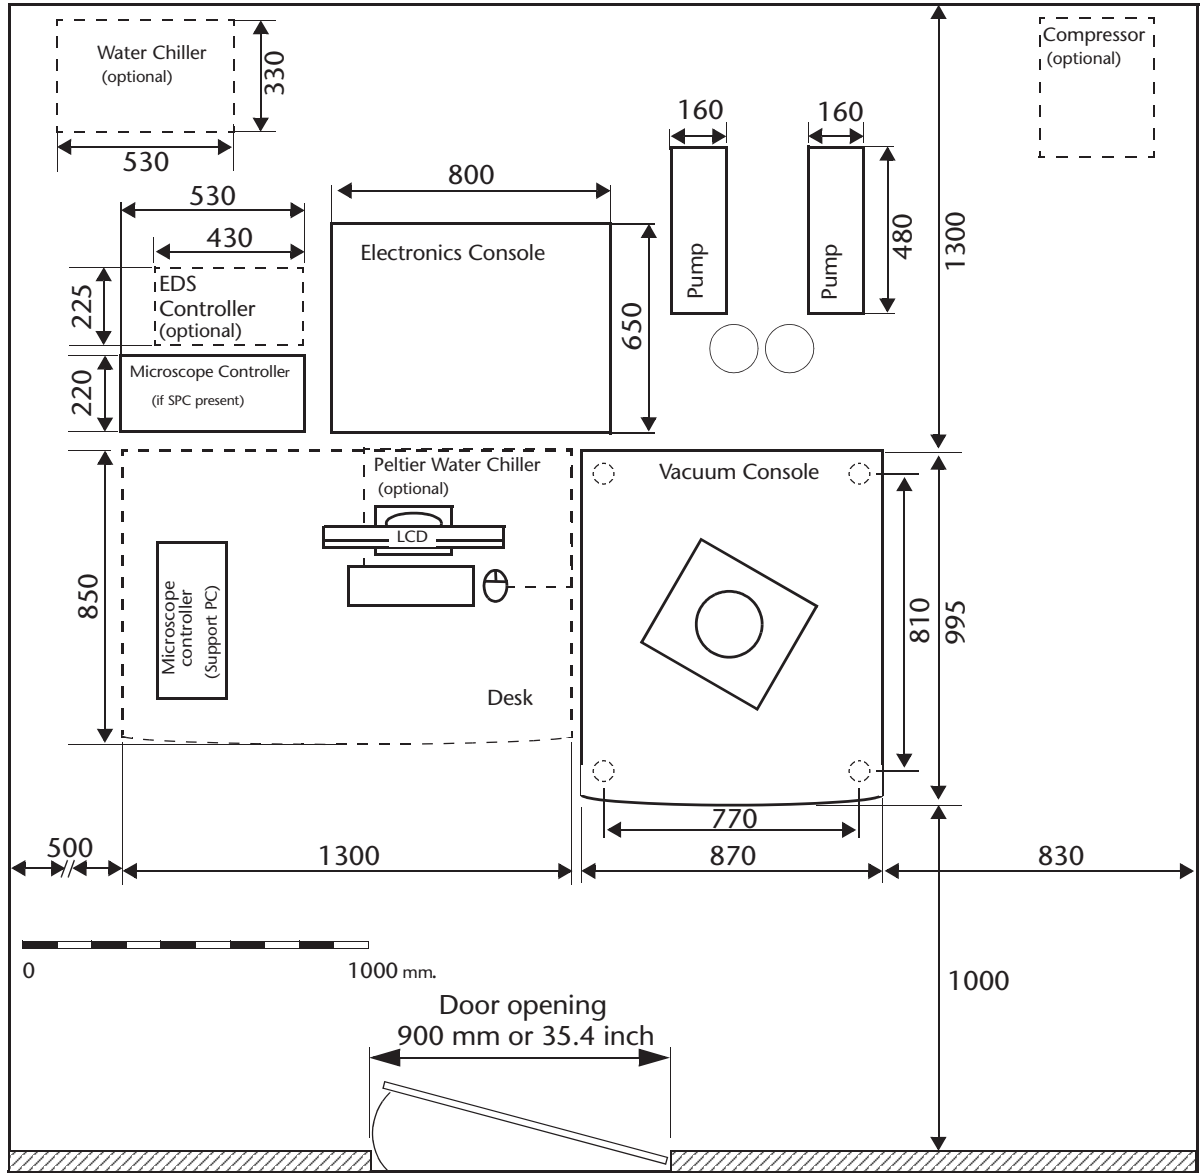 Water Chiller
(optional)
330
530
Compressor
(optional)
160
160
480
1300
Pump
Pump
800
530
430
Electronics Console
650
EDS
Controller
(optional)
225
Microscope Controller
(if SPC present)
220
Peltier Water Chiller
(optional)
LCD
Vacuum Console
850
Microscope
controller
(Support PC)
Desk
810
995
770
500
1300
870
830
0
1000 mm.
1000
Door opening
900 mm or 35.4 inch